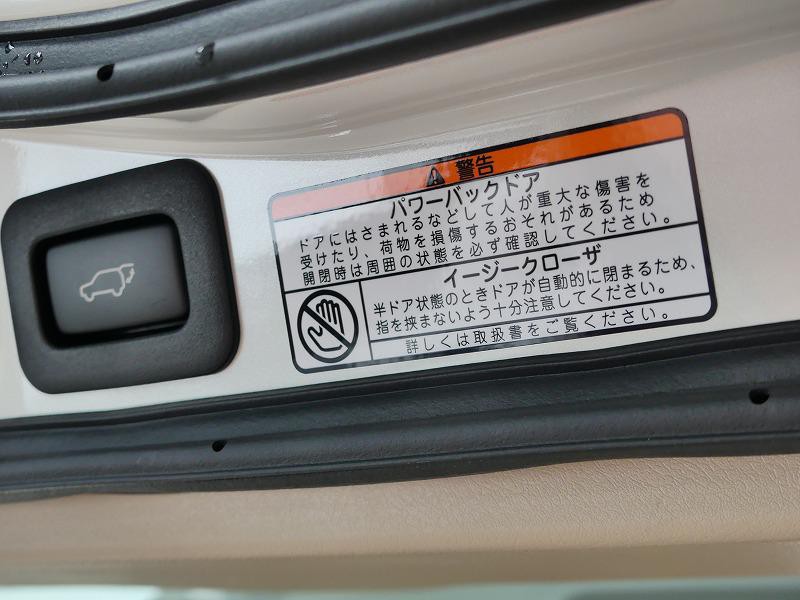 警告
パワーバックドア
ドアにはさまれるなどして人が重大な傷害を
受けたり、荷物を損傷するおそれがあるため
開閉時は周囲の状態を必ず確認してください。
イージークローザ
半ドア状態のときドアが自動的に閉まるため、
指を挟まないよう十分注意してください。
詳しくは取扱書をご覧ください。